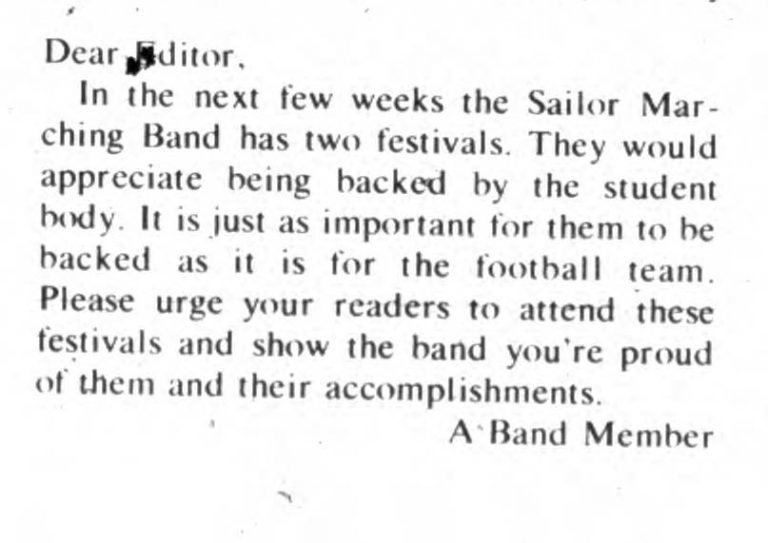 Dear Editor,
In the next few weeks the Sailor Mar-
ching Band has two festivals. They would
appreciate being backed by the student
body. It is just as important for them to be
backed as it is for the football team.
Please urge your readers to attend these
festivals and show the band you're proud
of them and their accomplishments.
A Band Member